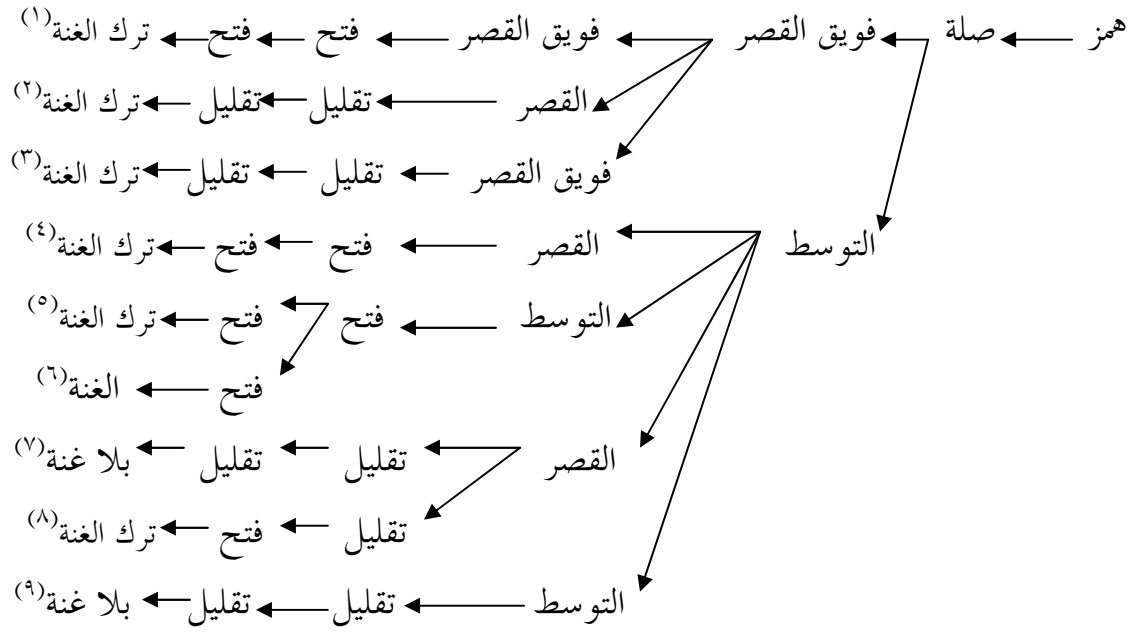 همز صلة فويق القصر فويق القصر فتح فتح ترك الغنة(١)
القصر تقليل تقليل ترك الغنة(٢)
فويق القصر تقليل تقليل ترك الغنة(٣)
التوسط القصر فتح فتح ترك الغنة(٤)
التوسط فتح فتح ترك الغنة(٥)
فتح الغنة(٦)
القصر تقليل تقليل بلا غنة(٧)
تقليل فتح ترك الغنة(٨)
التوسط تقليل تقليل بلا غنة(٩)